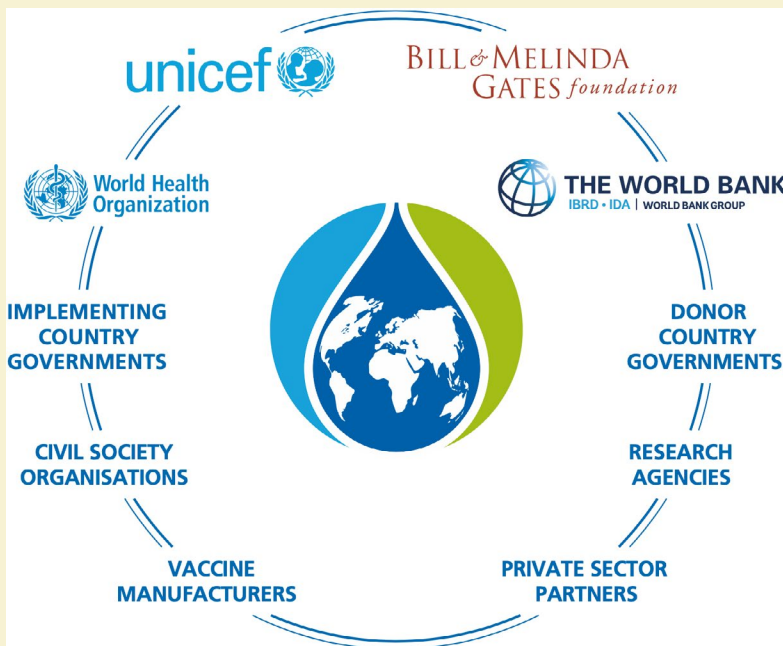 unicef
BILL & MELINDA
GATES foundation
World Health
Organization
THE WORLD BANK
IBRD • IDA | WORLD BANK GROUP
IMPLEMENTING
COUNTRY
GOVERNMENTS
DONOR
COUNTRY
GOVERNMENTS
CIVIL SOCIETY
ORGANISATIONS
RESEARCH
AGENCIES
VACCINE
MANUFACTURERS
PRIVATE SECTOR
PARTNERS